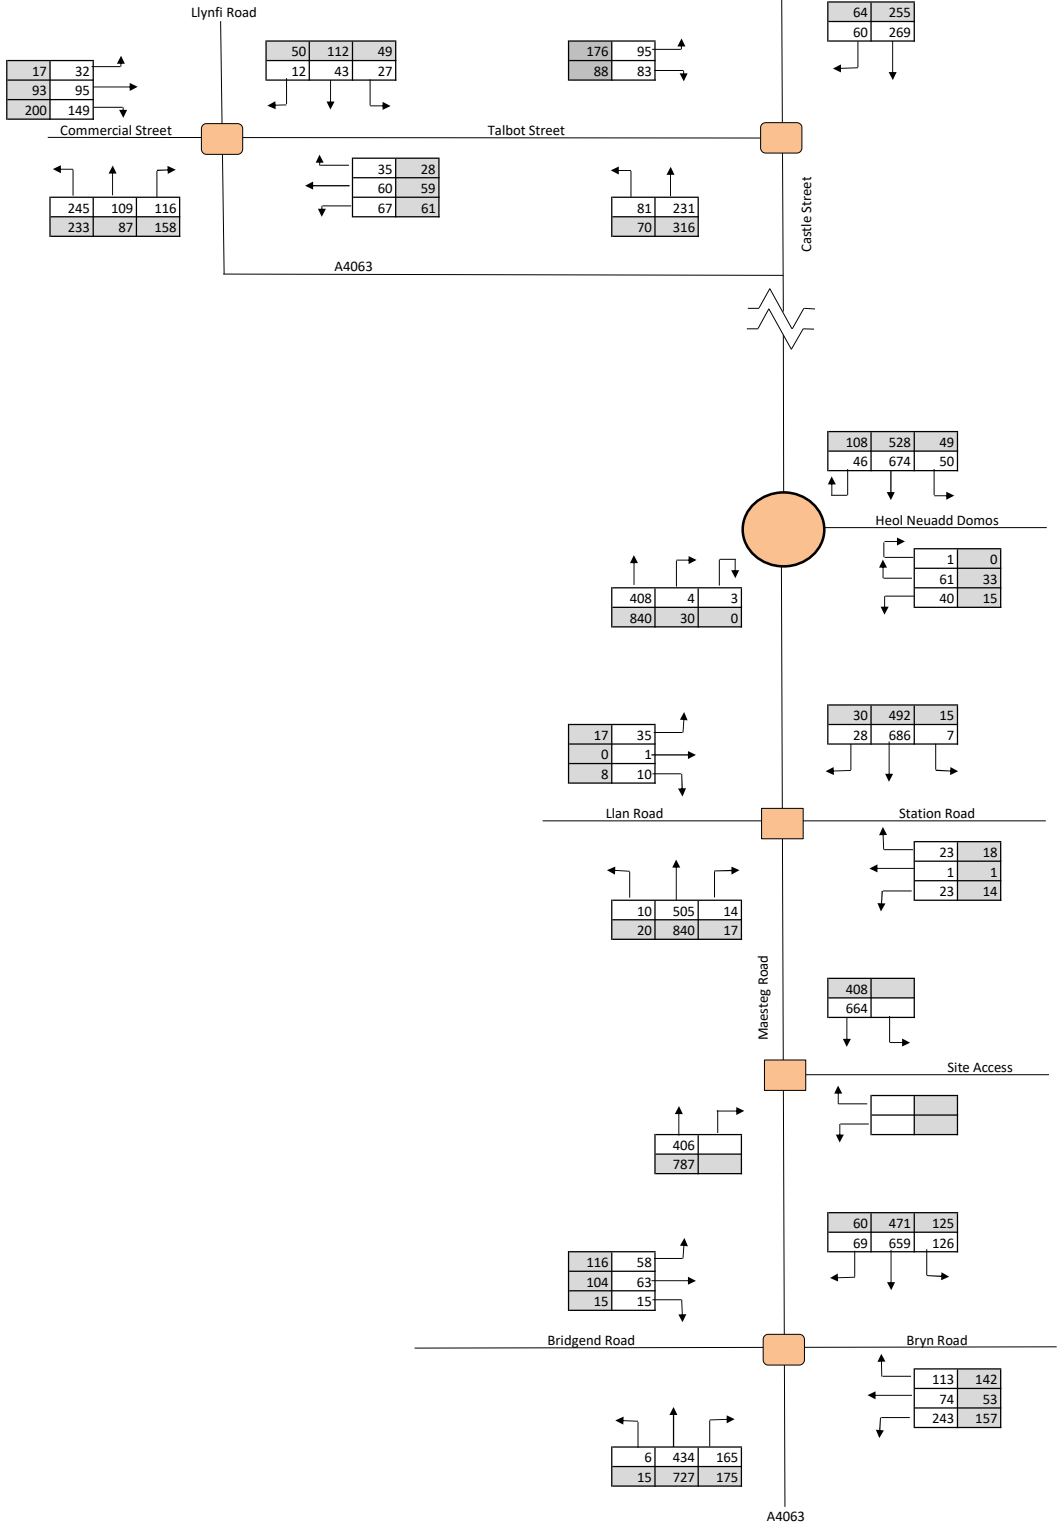 Llynfi Road
64 255
60 269
50 112 49
12 43 27
176 95
88 83
17 32
93 95
200 149
Commercial Street
Talbot Street
35 28
60 59
67 61
245 109 116
233 87 158
81 231
70 316
Castle Street
A4063
108 528 49
46 674 50
Heol Neuadd Domos
1 0
61 33
40 15
408 4 3
840 30 0
30 492 15
28 686 7
17 35
0 1
8 10
Llan Road
Station Road
23 18
1 1
23 14
10 505 14
20 840 17
Maesteg Road
408
664
Site Access
406
787
60 471 125
69 659 126
116 58
104 63
15 15
Bridgend Road
Bryn Road
113 142
74 53
243 157
6 434 165
15 727 175
A4063